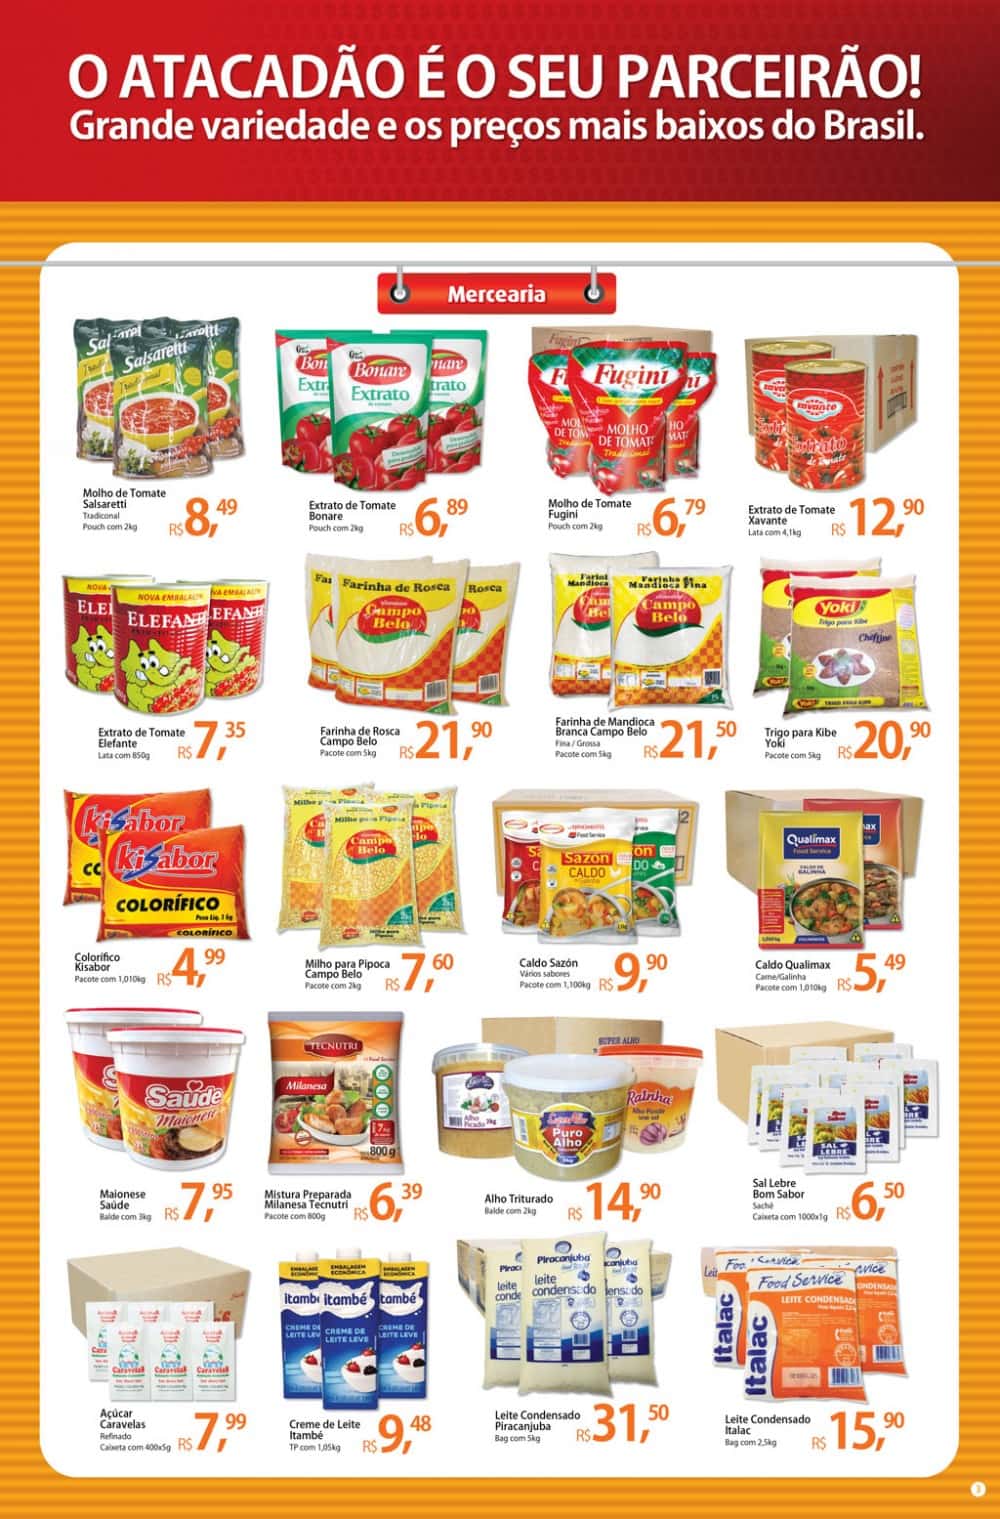 O ATACADÃO É O SEU PARCEIRÃO!
Grande variedade e os preços mais baixos do Brasil.
Mercearia
Molho de Tomate
Salsaretti
Tradiconal
Pouch com 2kg
R$ 8,49
Extrato de Tomate
Bonare
Pouch com 2kg
R$ 6,89
Molho de Tomate
Fugini
Pouch com 2kg
R$ 6,79
Extrato de Tomate
Xavante
Lata com 4,1kg
R$ 12,90
Extrato de Tomate
Elefante
Lata com 850g
R$ 7,35
Farinha de Rosca
Campo Belo
Pacote com 5kg
R$ 21,90
Farinha de Mandioca
Branca Campo Belo
Fina / Grossa
Pacote com 5kg
R$ 21,50
Trigo para Kibe
Yoki
Pacote com 5kg
R$ 20,90
Colorífico
Kisabor
Pacote com 1,010kg
R$ 4,99
Milho para Pipoca
Campo Belo
Pacote com 2kg
R$ 7,60
Caldo Sazón
Vários sabores
Pacote com 1,100kg
R$ 9,90
Caldo Qualimax
Carne/Galinha
Pacote com 1,010kg
R$ 5,49
Maionese
Saúde
Balde com 3kg
R$ 7,95
Mistura Preparada
Milanesa Tecnutri
Pacote com 800g
R$ 6,39
Alho Triturado
Balde com 2kg
R$ 14,90
Sal Lebre
Bom Sabor
Sachê
Caixeta com 1000x1g
R$ 6,50
Açúcar
Caravelas
Refinado
Caixeta com 400x5g
R$ 7,99
Creme de Leite
Itambé
TP com 1,05kg
R$ 9,48
Leite Condensado
Piracanjuba
Bag com 5kg
R$ 31,50
Leite Condensado
Italac
Bag com 2,5kg
R$ 15,90